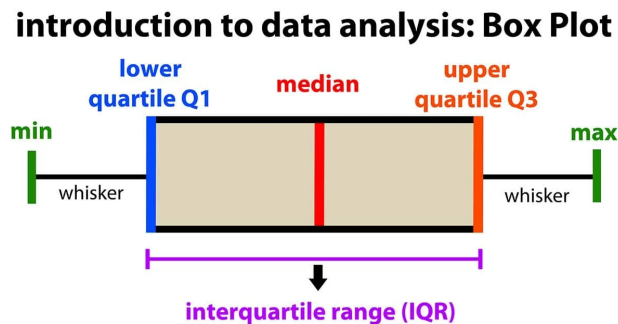 introduction to data analysis: Box Plot
lower
quartile Q1
median
upper
quartile Q3
min
max
whisker
whisker
interquartile range (IQR)